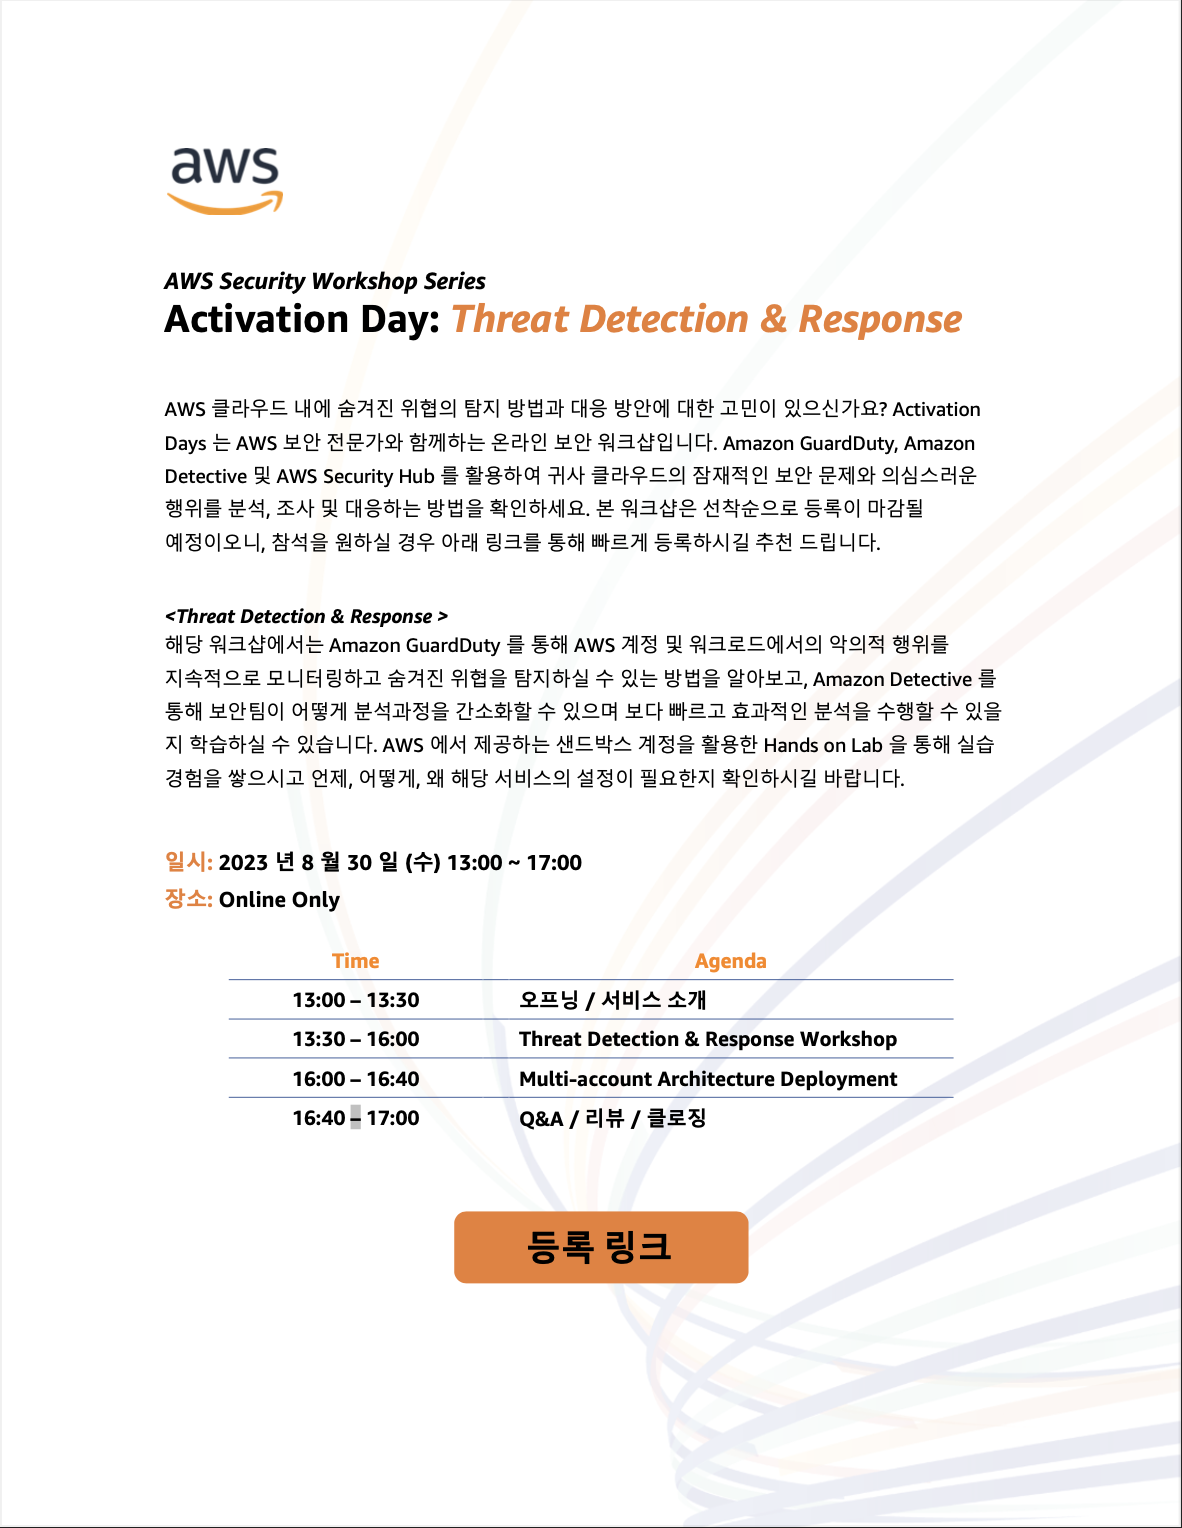 aws
AWS Security Workshop Series
Activation Day: Threat Detection & Response
AWS 클라우드 내에 숨겨진 위협의 탐지 방법과 대응 방안에 대한 고민이 있으신가요? Activation
Days 는 AWS 보안 전문가와 함께하는 온라인 보안 워크샵입니다. Amazon GuardDuty, Amazon
Detective 및 AWS Security Hub 를 활용하여 귀사 클라우드의 잠재적인 보안 문제와 의심스러운
행위를 분석, 조사 및 대응하는 방법을 확인하세요. 본 워크샵은 선착순으로 등록이 마감될
예정이오니, 참석을 원하실 경우 아래 링크를 통해 빠르게 등록하시길 추천 드립니다.
<Threat Detection & Response >
해당 워크샵에서는 Amazon GuardDuty 를 통해 AWS 계정 및 워크로드에서의 악의적 행위를
지속적으로 모니터링하고 숨겨진 위협을 탐지하실 수 있는 방법을 알아보고, Amazon Detective 를
통해 보안팀이 어떻게 분석과정을 간소화할 수 있으며 보다 빠르고 효과적인 분석을 수행할 수 있을
지 학습하실 수 있습니다. AWS 에서 제공하는 샌드박스 계정을 활용한 Hands on Lab 을 통해 실습
경험을 쌓으시고 언제, 어떻게, 왜 해당 서비스의 설정이 필요한지 확인하시길 바랍니다.
일시: 2023 년 8 월 30 일 (수) 13:00 ~ 17:00
장소: Online Only
Time Agenda
13:00 – 13:30 오프닝 / 서비스 소개
13:30 – 16:00 Threat Detection & Response Workshop
16:00 – 16:40 Multi-account Architecture Deployment
16:40 – 17:00 Q&A / 리뷰 / 클로징
등록 링크